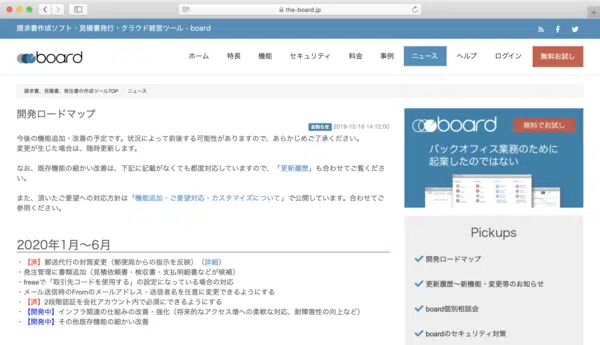 the-board.jp
請求書作成ソフト・見積書発行・クラウド経営ツール - board
board
ホーム 特長 機能 セキュリティ 料金 事例 ニュース ヘルプ ログイン 無料お試し
請求書、見積書、発注書の作成ツールTOP / ニュース
開発ロードマップ
お知らせ 2019-12-16 14:12:00
今後の機能追加・改善の予定です。状況によって前後する可能性がありますので、あらかじめご了承ください。
変更が生じた場合は、随時更新します。
なお、既存機能の細かい改善は、下記に記載がなくても都度対応していますので、「更新履歴」も合わせてご覧くだ
さい。
また、頂いたご要望への対応方針は「機能追加・ご要望対応・カスタマイズについて」で公開しています。合わせてご
参照ください。
2020年1月〜6月
・【済】郵送代行の封筒変更（郵便局からの指示を反映）（詳細）
・発注管理に書類追加（見積依頼書・検収書・支払明細書などが候補）
・freeeで「取引先コードを使用する」の設定になっている場合の対応
・メール送信時のFromのメールアドレス・送信者名を任意に変更できるようにする
・【済】2段階認証を会社アカウント内で必須にできるようにする
・【開発中】インフラ関連の仕組みの改善・強化（将来的なアクセス増への柔軟な対応、耐障害性の向上など）
・【開発中】その他既存機能の細かい改善
board 無料でお試し
バックオフィス業務のために
起業したのではない
Pickups
開発ロードマップ
更新履歴〜新機能・変更等のお知らせ
board個別相談会
boardのセキュリティ対策